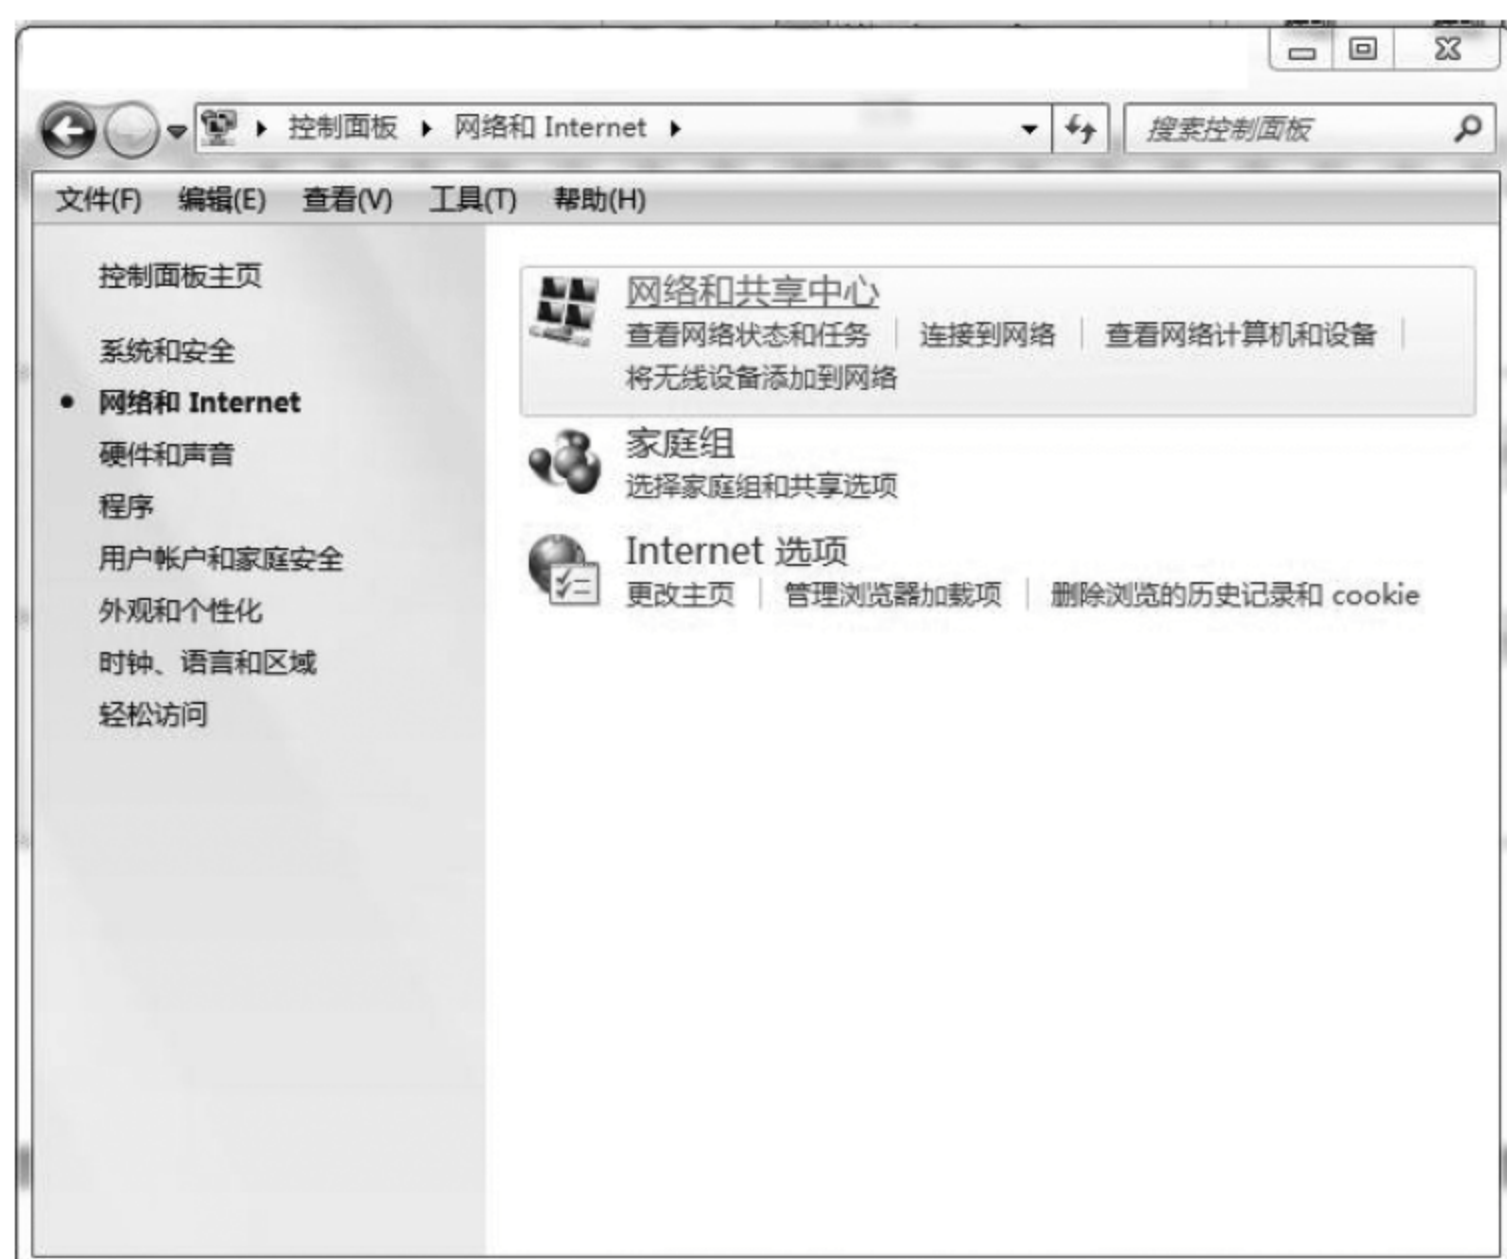 控制面板 网络和 Internet 搜索控制面板
文件(F) 编辑(E) 查看(V) 工具(T) 帮助(H)
控制面板主页
系统和安全
网络和 Internet
硬件和声音
程序
用户帐户和家庭安全
外观和个性化
时钟、语言和区域
轻松访问
网络和共享中心
查看网络状态和任务 连接到网络 查看网络计算机和设备
将无线设备添加到网络
家庭组
选择家庭组和共享选项
Internet 选项
更改主页 管理浏览器加载项 删除浏览的历史记录和 cookie